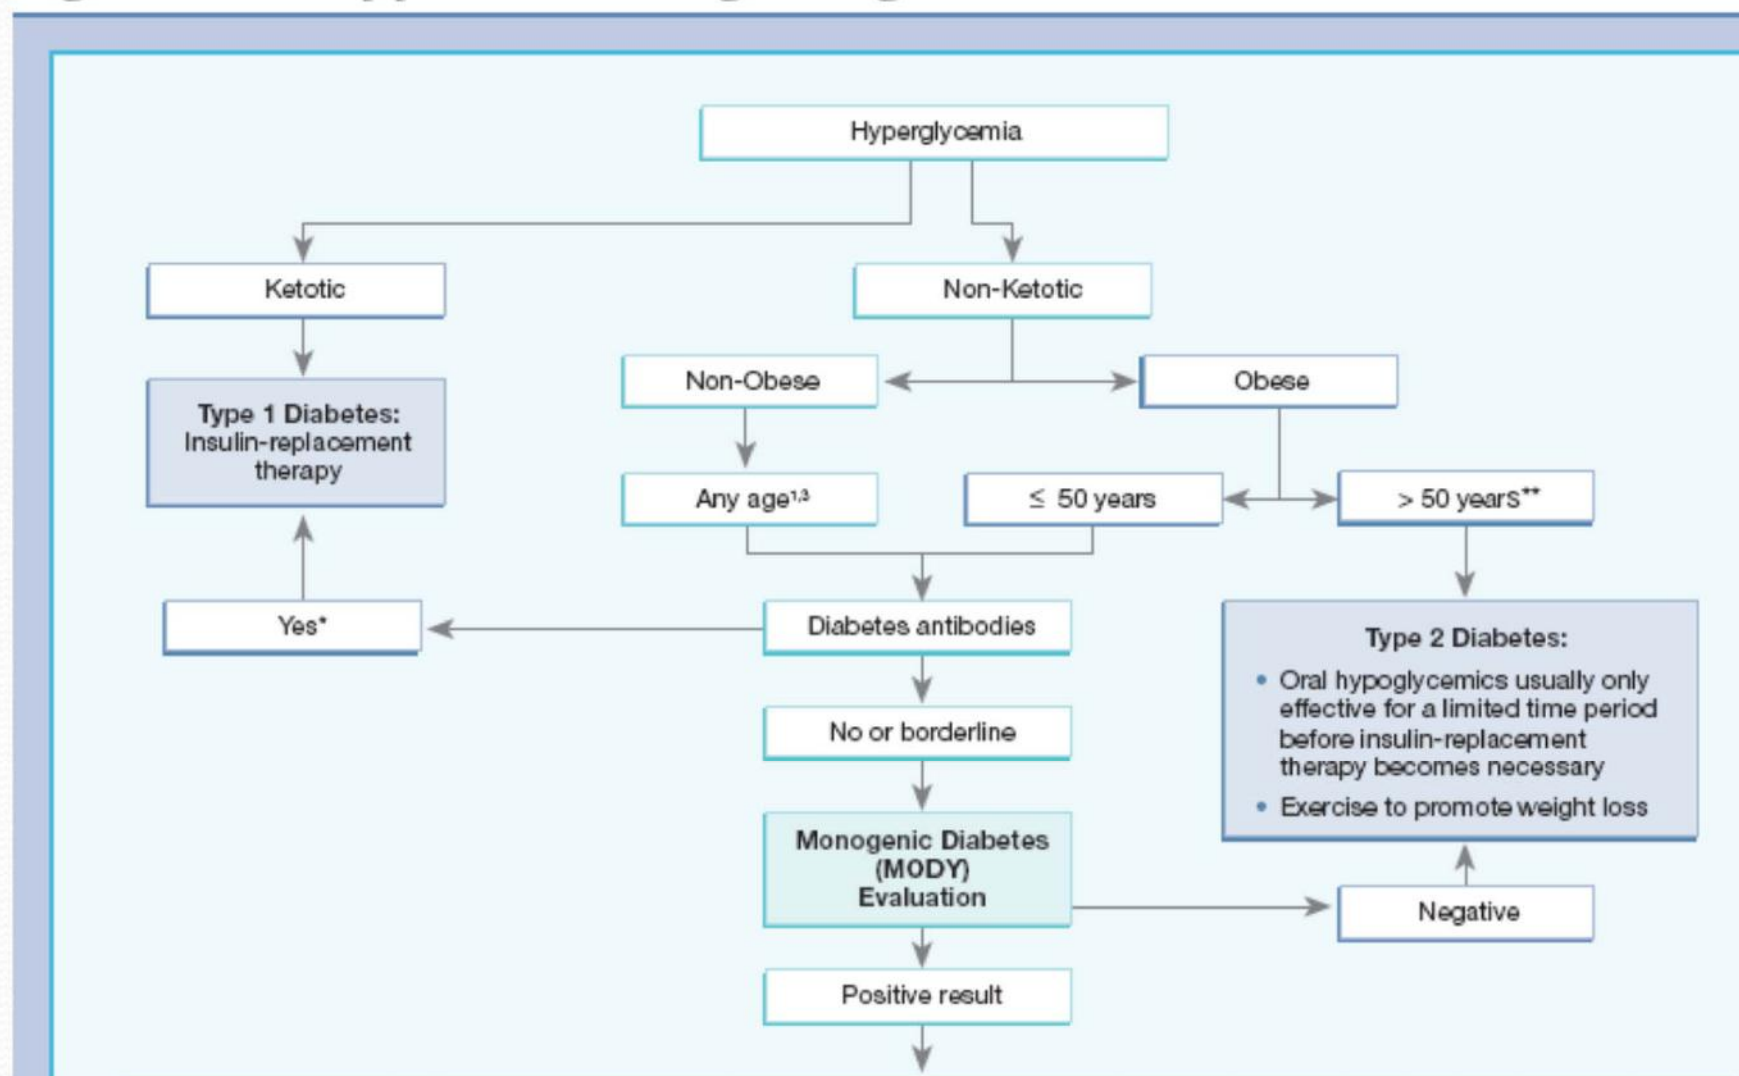 Hyperglycemia
Ketotic
Non-Ketotic
Non-Obese
Obese
Type 1 Diabetes:
Insulin-replacement
therapy
Any age¹,³
≤ 50 years
> 50 years**
Yes*
Diabetes antibodies
No or borderline
Type 2 Diabetes:
• Oral hypoglycemics usually only
effective for a limited time period
before insulin-replacement
therapy becomes necessary
• Exercise to promote weight loss
Monogenic Diabetes
(MODY)
Evaluation
Negative
Positive result